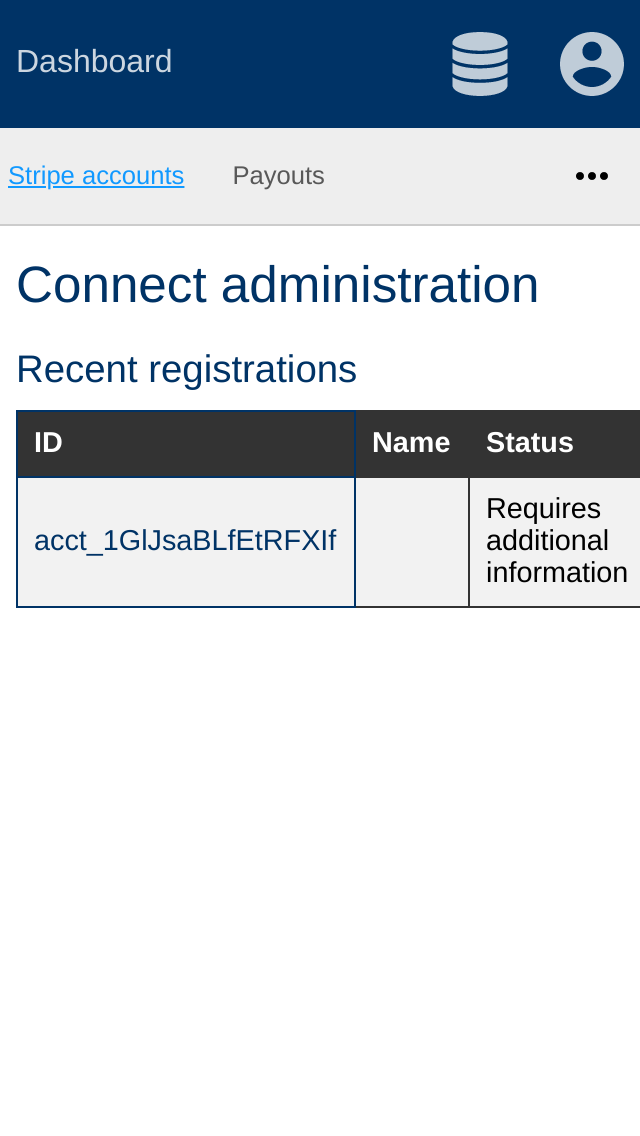 Dashboard
Stripe accounts Payouts
Connect administration
Recent registrations
ID Name Status
acct_1GlJsaBLfEtRFXIf
Requires
additional
information